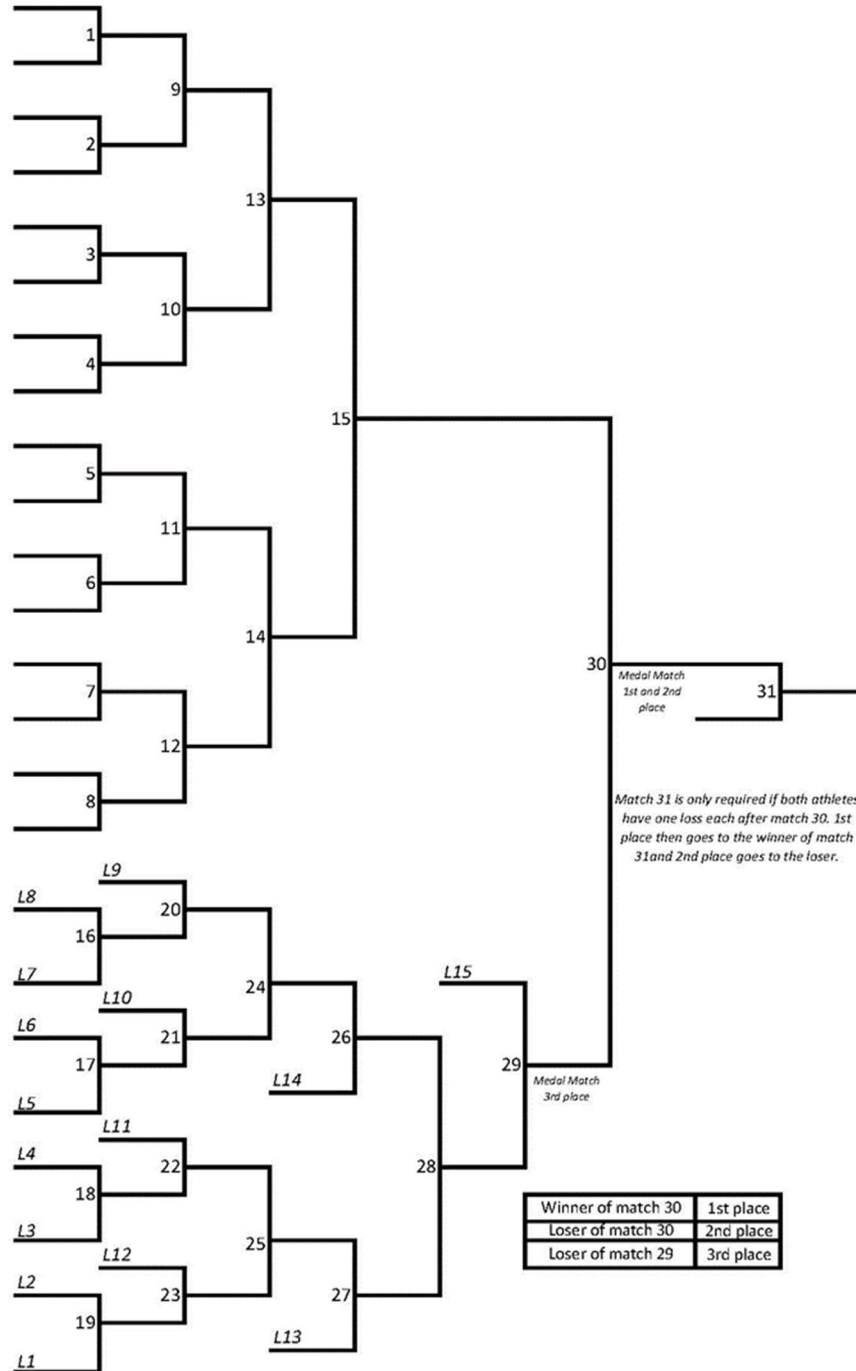 1
9
2
13
3
10
4
15
5
11
6
14
30
Medal Match
1st and 2nd
place
31
7
12
8
Match 31 is only required if both athletes
have one loss each after match 30. 1st
place then goes to the winner of match
31and 2nd place goes to the loser.
L9
L8
20
16
L7
L15
24
L10
L6
21
26
17
29
L14
Medal Match
3rd place
L5
L11
L4
22
28
18
L3
25
L12
L2
23
27
19
L13
L1
Winner of match 30 1st place
Loser of match 30 2nd place
Loser of match 29 3rd place